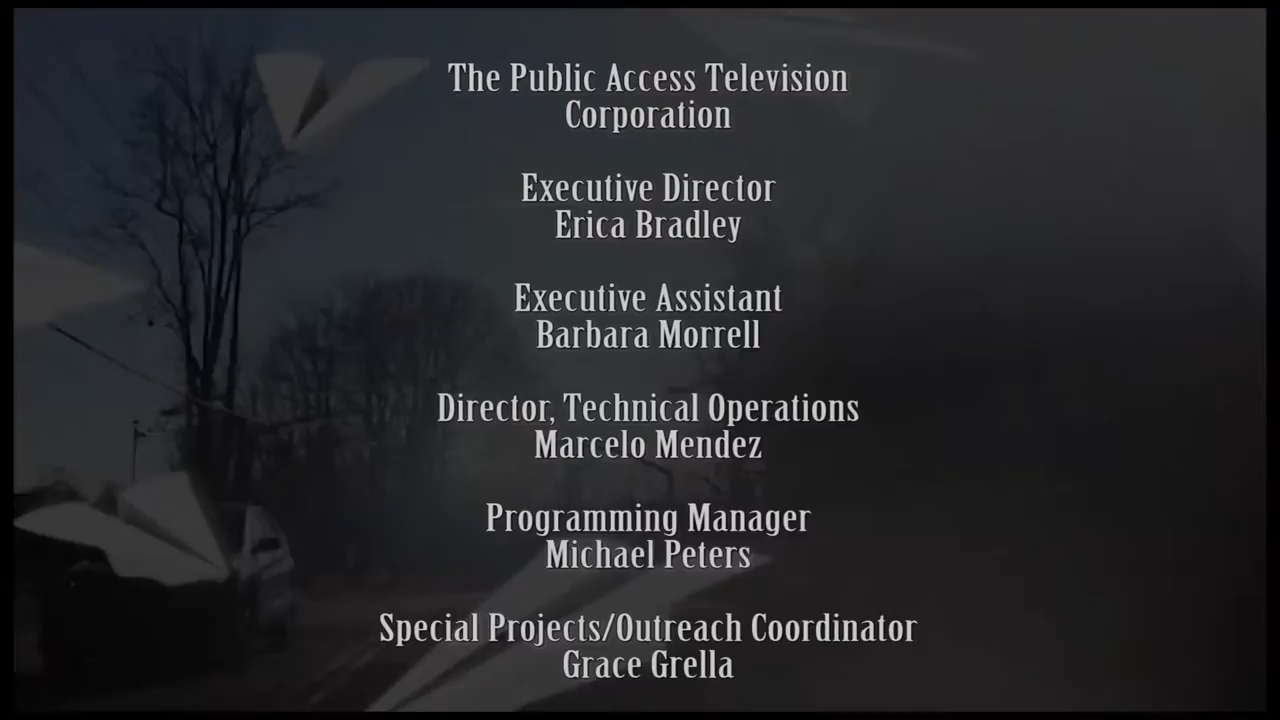 The Public Access Television
Corporation
Executive Director
Erica Bradley
Executive Assistant
Barbara Morrell
Director, Technical Operations
Marcelo Mendez
Programming Manager
Michael Peters
Special Projects/Outreach Coordinator
Grace Grella